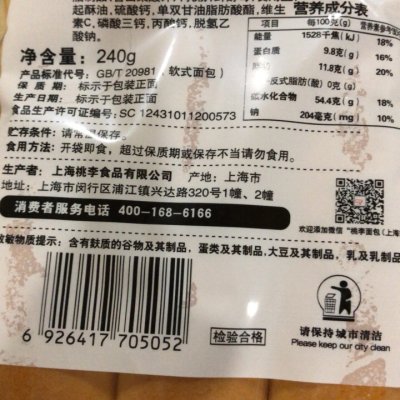 起酥油,硫酸钙,单双甘油脂肪酸酯,维生
素C,磷酸三钙,丙酸钙,脱氢乙
酸钠。
净含量: 240g
产品标准代号: GB/T 20981 (软式面包)
保 质 期: 标示于包装正面
生产日期: 标示于包装正面
食品生产许可证编号: SC 12431011200573
贮存条件: 请常温保存。
食用方法: 开袋即食, 超过保质期或保存不当请勿食用。
生产者: 上海桃李食品有限公司 产地: 上海市
地址: 上海市闵行区浦江镇兴达路320号1幢、2幢
消费者服务电话 400-168-6166
致敏物质提示: 含有麸质的谷物及其制品, 蛋类及其制品,大豆及其制品, 乳及乳制品
营养成分表
每100克(g) 营养素参考值
能量 1528千焦(kJ) 18%
蛋白质 9.8克(g) 16%
11.8克(g) 20%
反式脂肪(酸) 0克(g)
碳水化合物 54.4克(g) 18%
钠 204毫克(mg) 10%
欢迎添加微信 "桃李面包(上海
6 926417 705052
检验合格
请保持城市清洁
Please keep our city clean